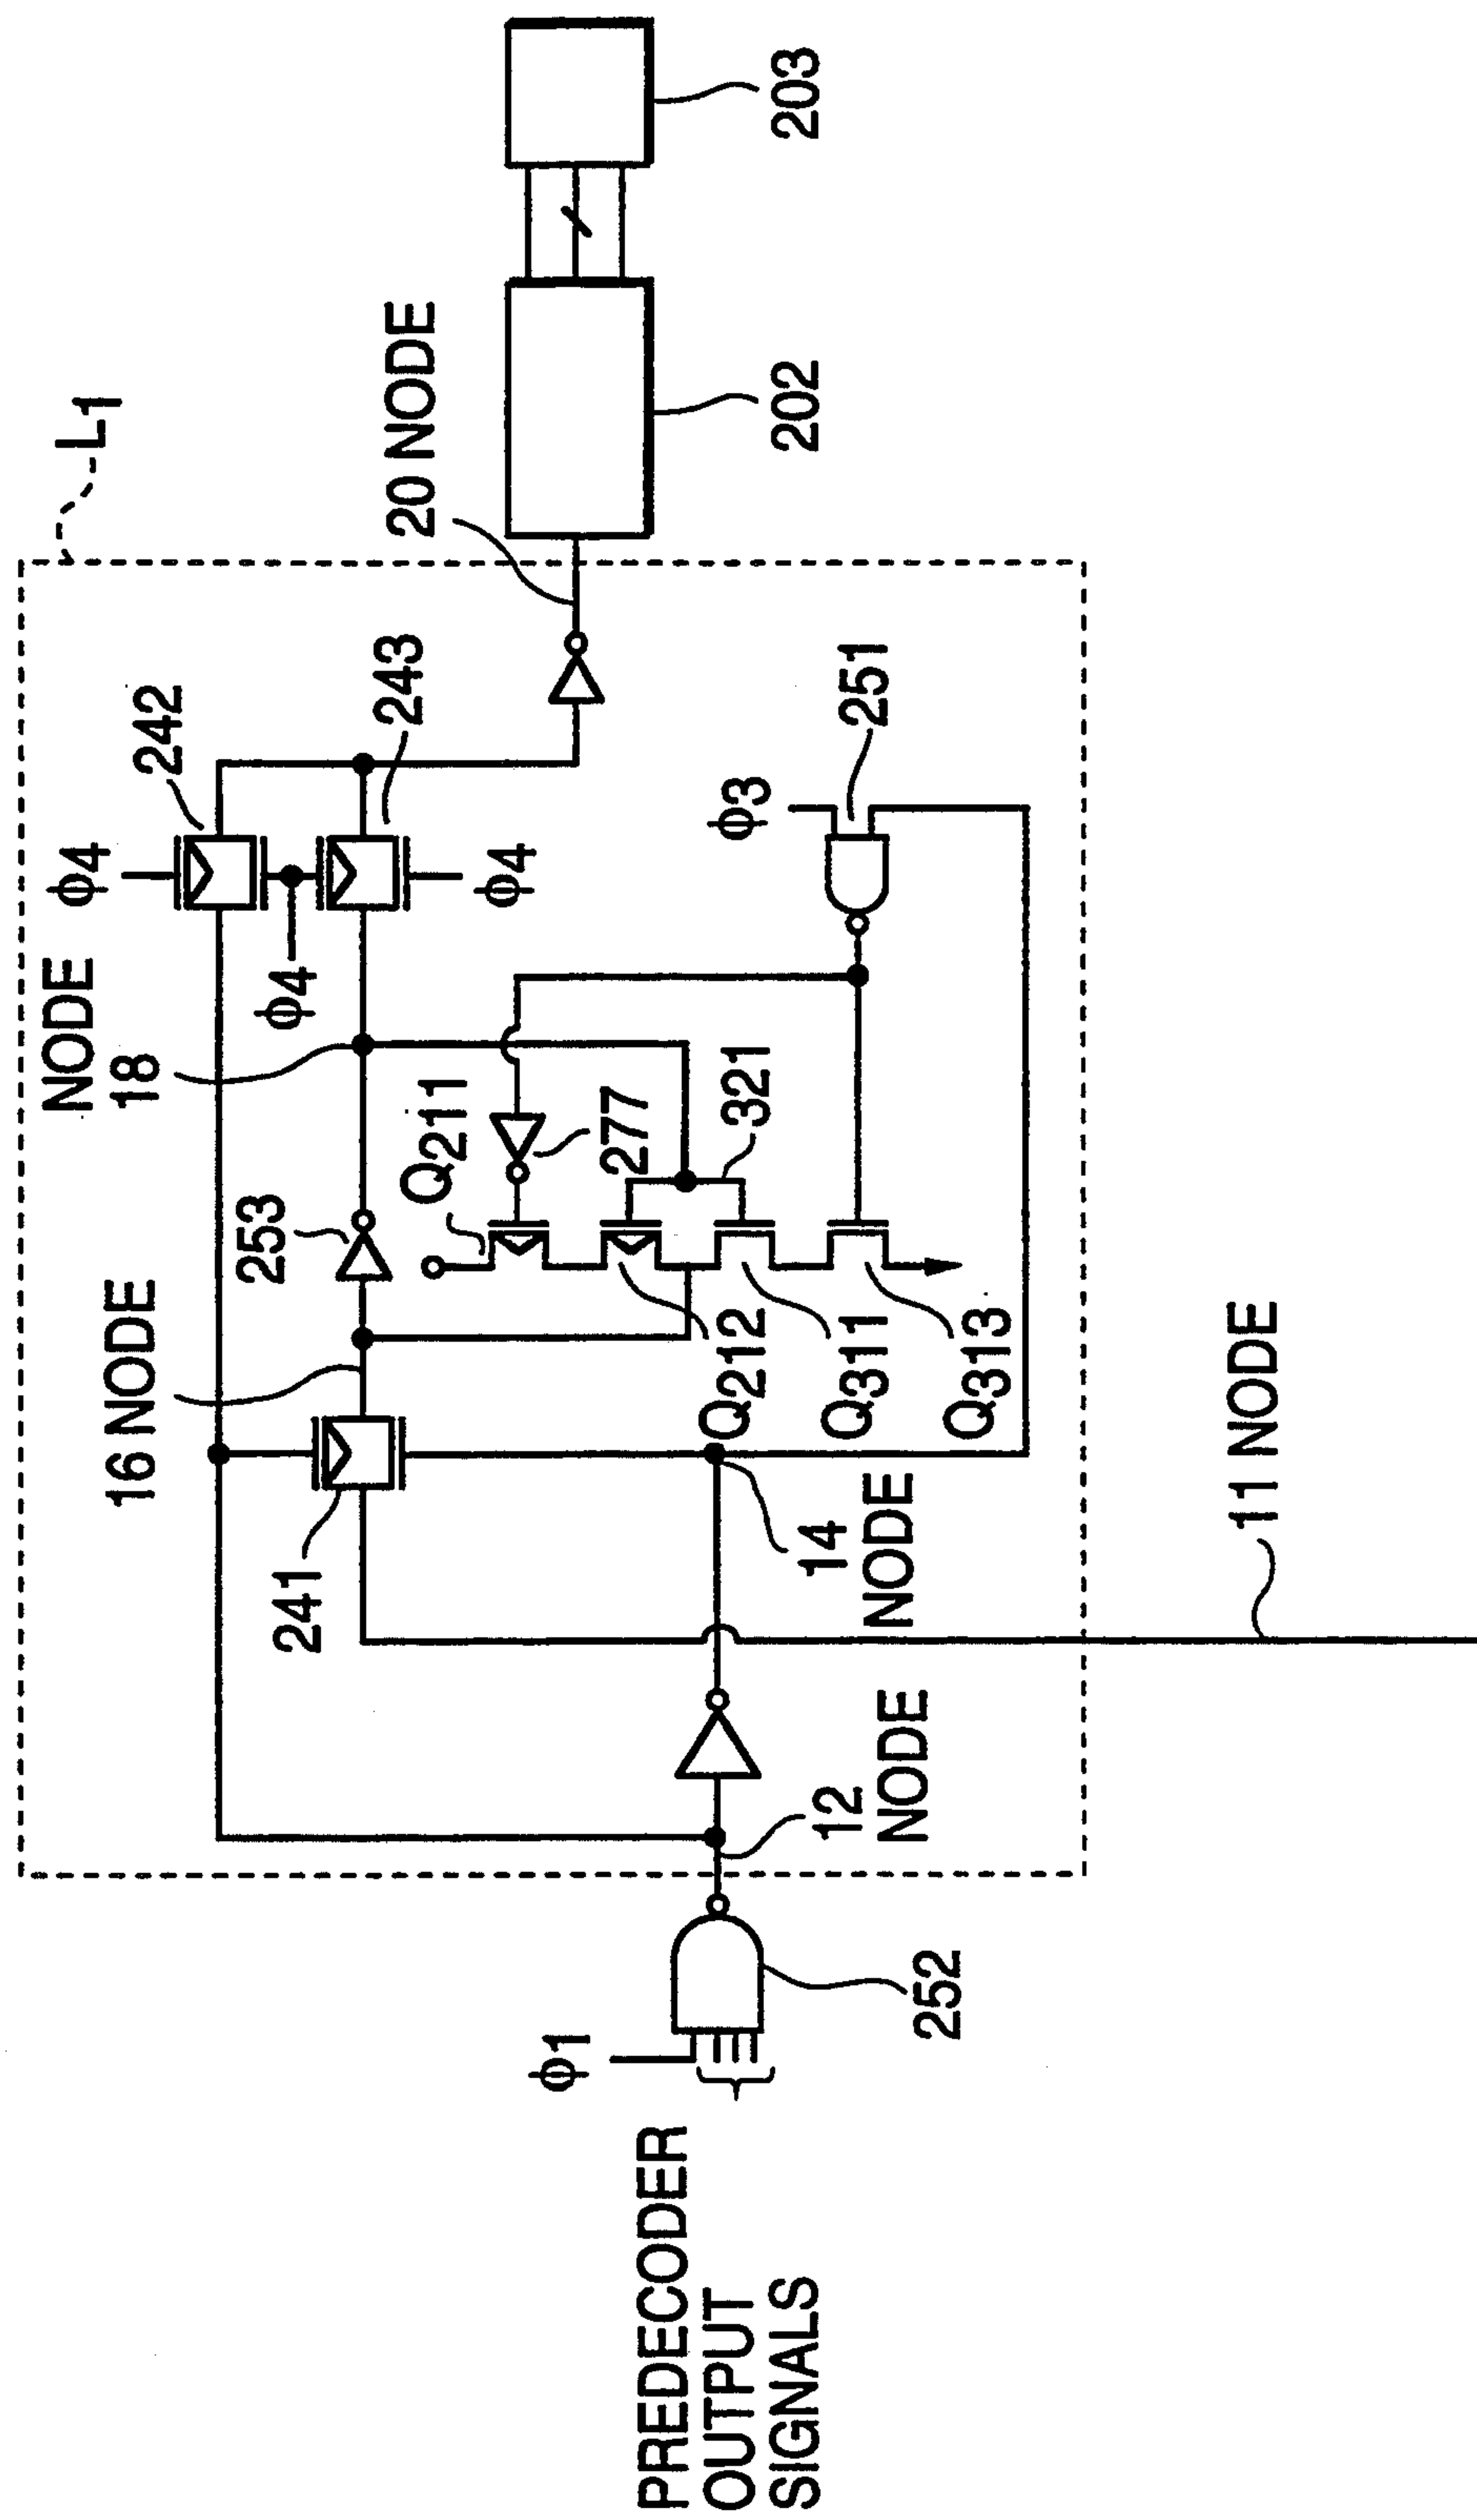 L1
Φ4
242
NODE
18
Φ4
243
Φ4
20 NODE
202
203
16 NODE
253
Q211
277
321
Φ3
251
241
Q212
Q311
Q313
14
NODE
11 NODE
12
NODE
Φ1
252
PREDECODER
OUTPUT
SIGNALS